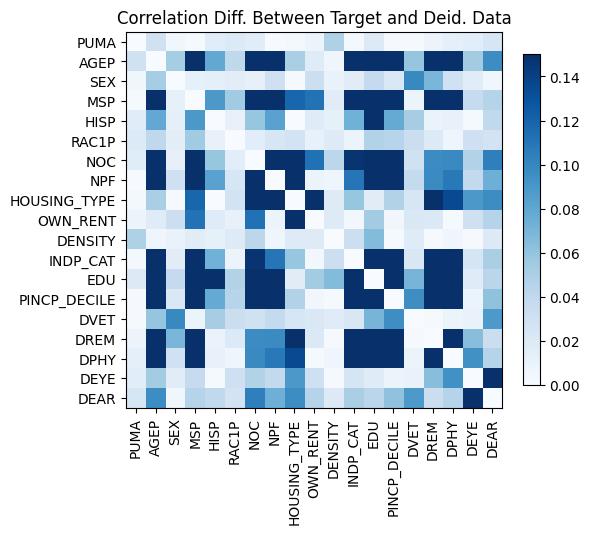 Correlation Diff. Between Target and Deid. Data
PUMA
AGEP
SEX
MSP
HISP
RAC1P
NOC
NPF
HOUSING_TYPE
OWN_RENT
DENSITY
INDP_CAT
EDU
PINCP_DECILE
DVET
DREM
DPHY
DEYE
DEAR
PUMA
AGEP
SEX
MSP
HISP
RAC1P
NOC
NPF
HOUSING_TYPE
OWN_RENT
DENSITY
INDP_CAT
EDU
PINCP_DECILE
DVET
DREM
DPHY
DEYE
DEAR
0.14
0.12
0.10
0.08
0.06
0.04
0.02
0.00